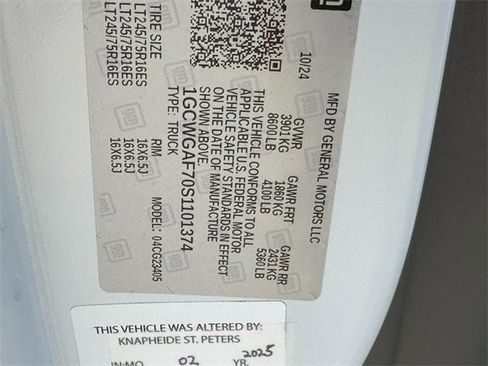 MFD BY GENERAL MOTORS LLC
10/24
GVWR
3901 KG
8600 LB
GAWR FRT
1860 KG
4100 LB
GAWR RR
2431 KG
5360 LB
THIS VEHICLE CONFORMS TO ALL
APPLICABLE U.S. FEDERAL MOTOR
VEHICLE SAFETY STANDARDS IN EFFECT
ON THE DATE OF MANUFACTURE
SHOWN ABOVE.
1GCWGAF70S1101374
TYPE: TRUCK
MODEL: 04CG23405
TIRE SIZE
RIM
LT245/75R16ES
16X6.5J
LT245/75R16ES
16X6.5J
LT245/75R16ES
16X6.5J
THIS VEHICLE WAS ALTERED BY:
KNAPHEIDE ST. PETERS
IN: MO. 02 YR. 2025